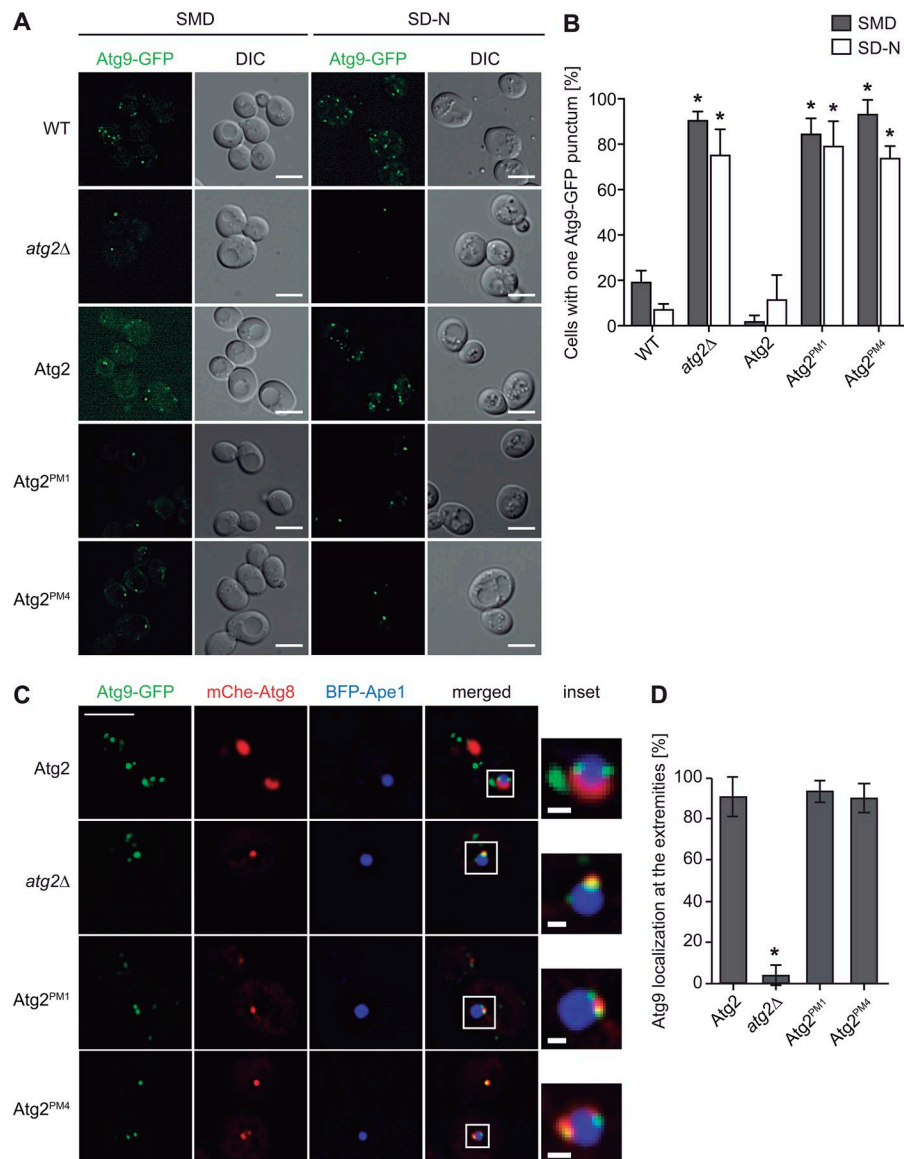 A
SMD SD-N
Atg9-GFP DIC Atg9-GFP DIC
WT
atg2Δ
Atg2
Atg2PM1
Atg2PM4
B
SMD
SD-N
Cells with one Atg9-GFP punctum [%]
100
80
60
40
20
0
* * * * * *
WT atg2Δ Atg2 Atg2PM1 Atg2PM4
C
Atg9-GFP mChe-Atg8 BFP-Ape1 merged inset
Atg2
atg2Δ
Atg2PM1
Atg2PM4
D
Atg9 localization at the extremities [%]
100
80
60
40
20
0
*
Atg2 atg2Δ Atg2PM1 Atg2PM4